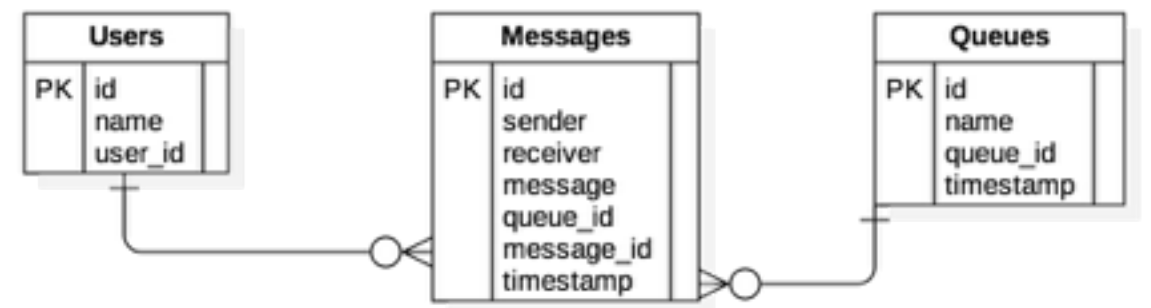 Users
PK id
name
user_id
Messages
PK id
sender
receiver
message
queue_id
message_id
timestamp
Queues
PK id
name
queue_id
timestamp